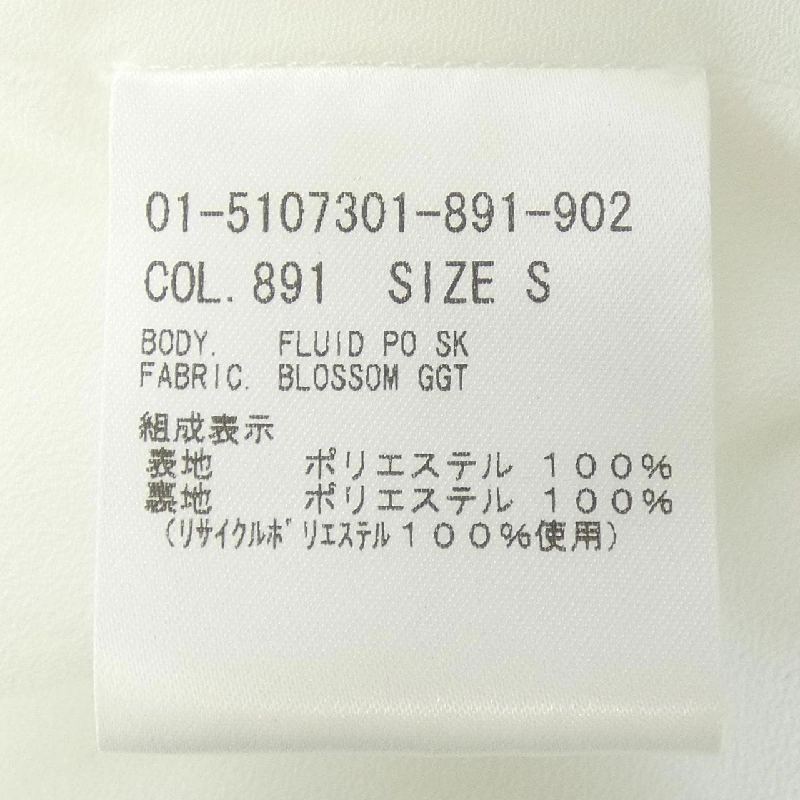 01-5107301-891-902
COL. 891 SIZE S
BODY. FLUID PO SK
FABRIC. BLOSSOM GGT
組成表示
表地 ポリエステル １００％
裏地 ポリエステル １００％
(ﾘｻｲｸﾙﾎﾟﾘｴｽﾃﾙ１００％使用)